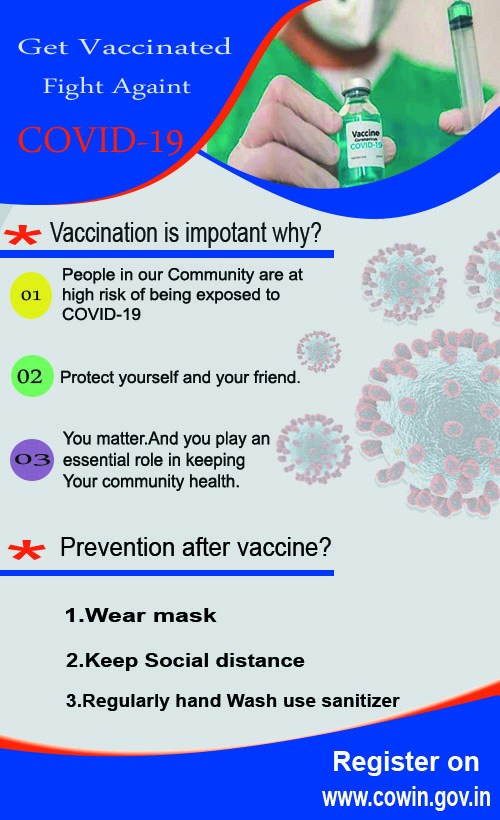 Get Vaccinated
Fight Againt
COVID-19
Vaccine
Coronavirus
COVID-19
* Vaccination is impotant why?
01
People in our Community are at
high risk of being exposed to
COVID-19
02
Protect yourself and your friend.
03
You matter.And you play an
essential role in keeping
Your community health.
* Prevention after vaccine?
1.Wear mask
2.Keep Social distance
3.Regularly hand Wash use sanitizer
Register on
www.cowin.gov.in